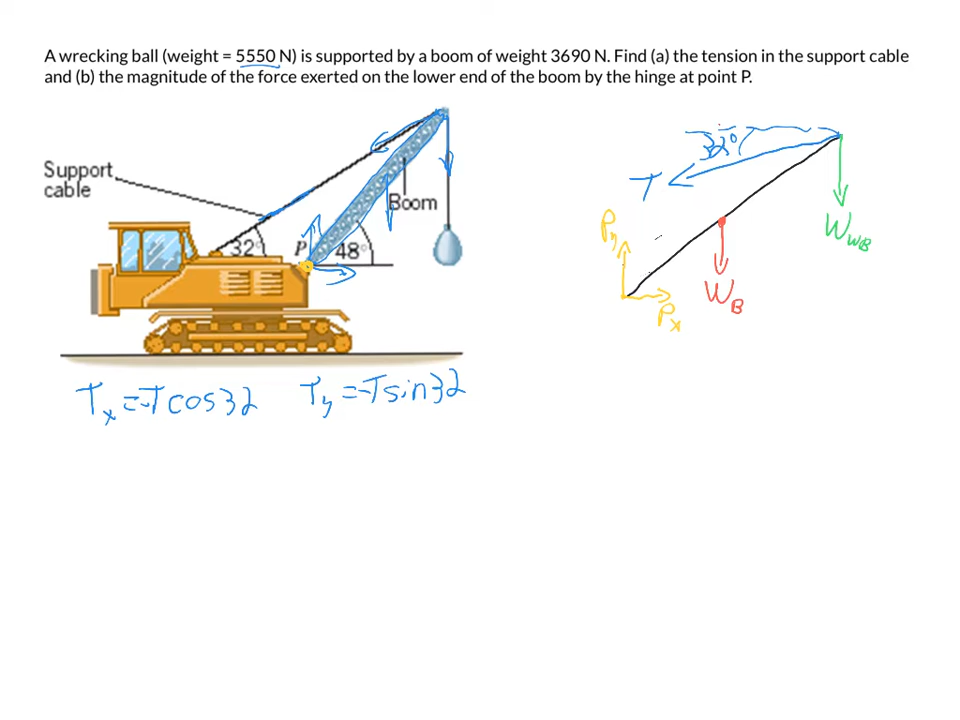 A wrecking ball (weight = 5550 N) is supported by a boom of weight 3690 N. Find (a) the tension in the support cable
and (b) the magnitude of the force exerted on the lower end of the boom by the hinge at point P.
Support
cable
Boom
32°
P
48°
32°
T
Py
Px
W_B
W_WB
Tx = -T cos 32 Ty = -T sin 32